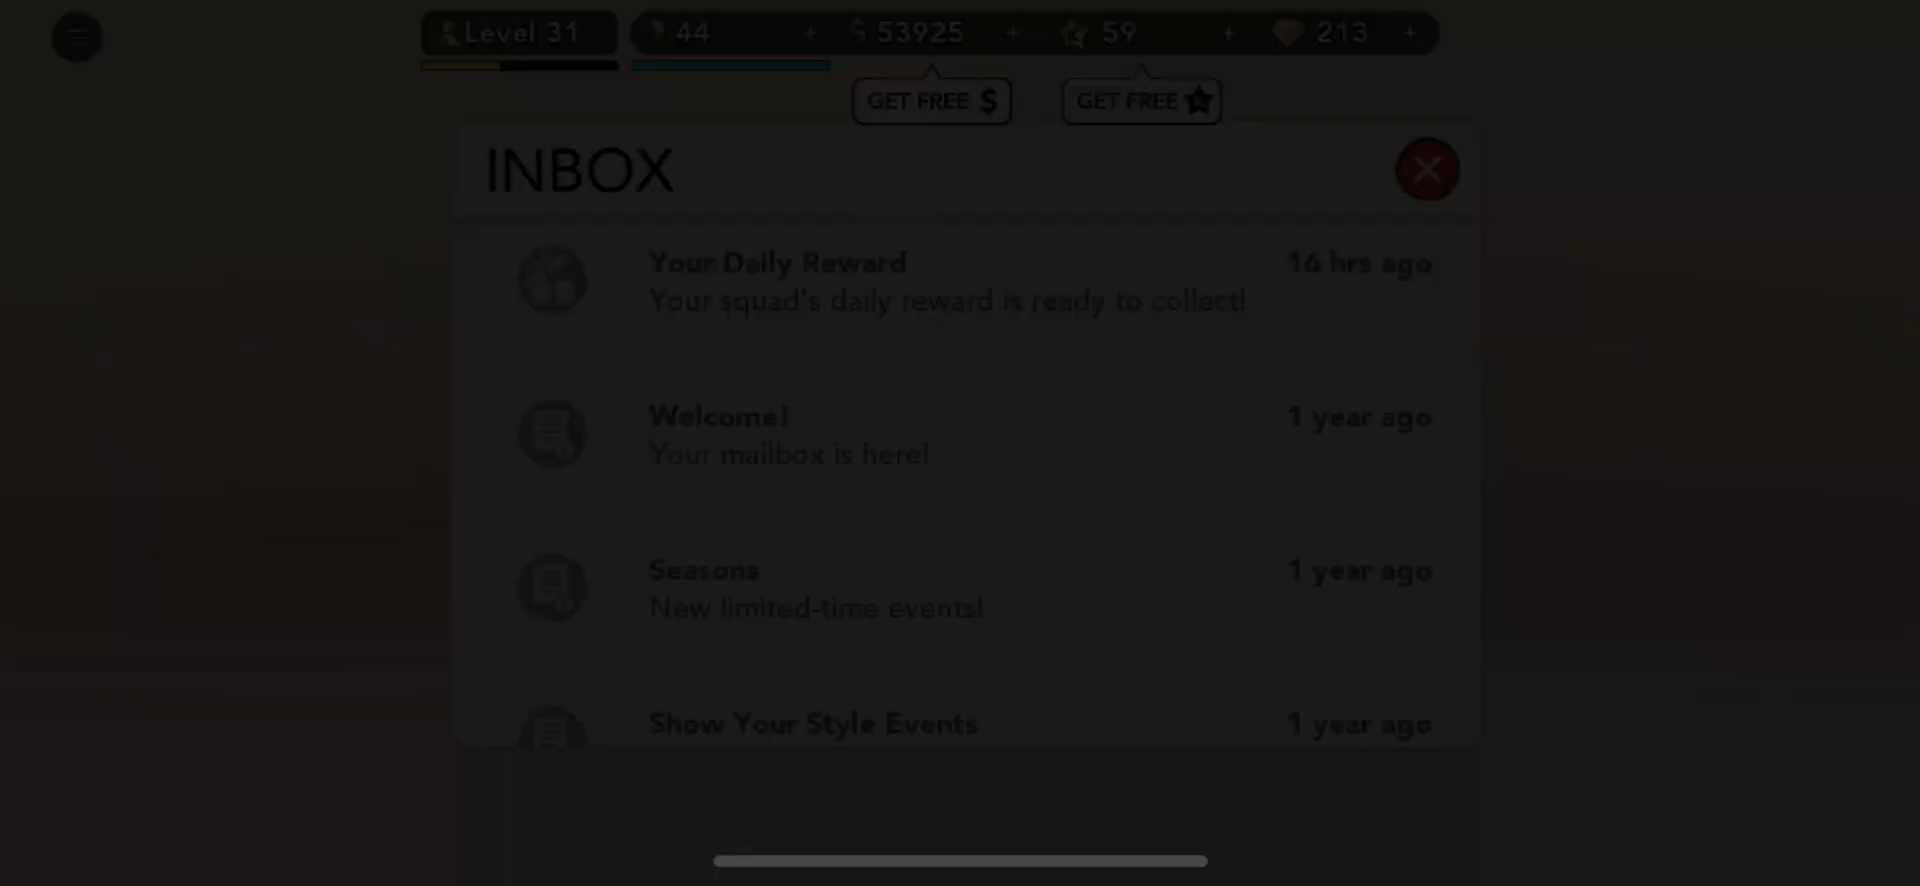 Level 31
44 + $ 53925 + 59 + 213 +
GET FREE $
GET FREE
INBOX
Your Daily Reward
16 hrs ago
Your squad's daily reward is ready to collect!
Welcome!
1 year ago
Your mailbox is here!
Seasons
1 year ago
New limited-time events!
Show Your Style Events
1 year ago